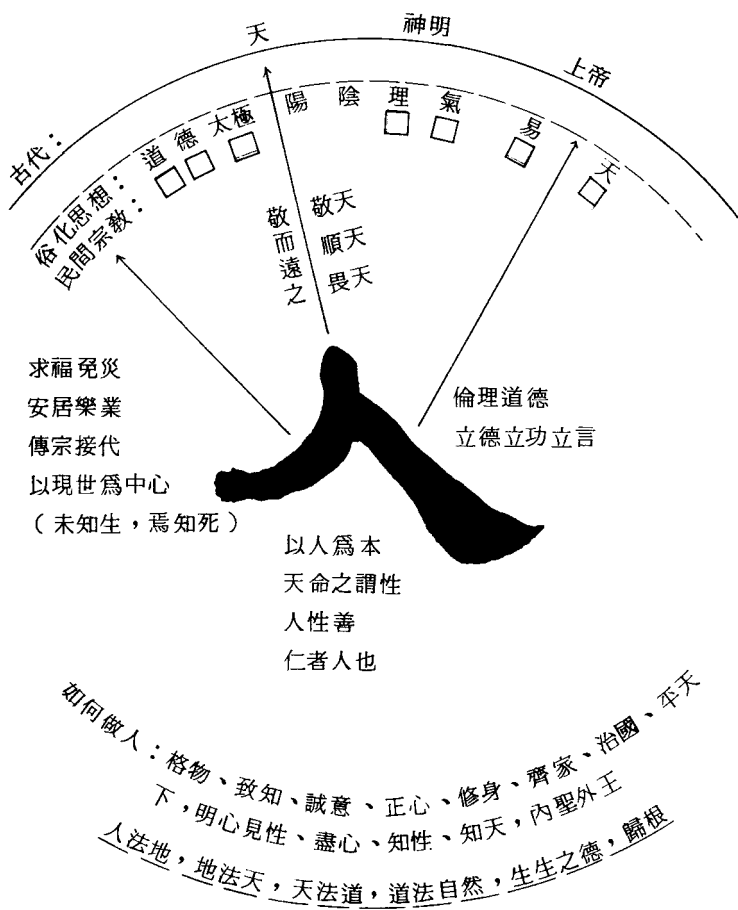 古代： 天 神明 上帝
俗化思想： 道 德 太極 陽 陰 理 氣 易 天
民間宗教： □ □ □ □ □ □ □
敬而遠之
敬天
順天
畏天
求福免災
安居樂業
傳宗接代
以現世爲中心
（未知生，焉知死）
倫理道德
立德立功立言
人
以人爲本
天命之謂性
人性善
仁者人也
如何做人：格物、致知、誠意、正心、修身、齊家、治國、平天
下，明心見性、盡心、知性、知天，內聖外王
人法地，地法天，天法道，道法自然，生生之德，歸根